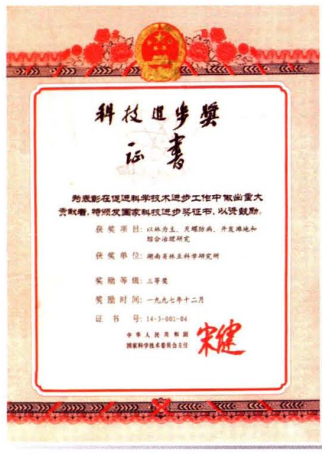 科技进步奖
证书
为表彰在促进科学技术进步工作中做出重大
贡献者，特颁发国家科技进步奖证书，以资鼓励。
获奖项目：以林为主、灭螺防病、开发滩地和
综合治理研究
获奖单位：湖南省林业科学研究所
奖励等级：三等奖
奖励时间：一九九七年十二月
证书号：14-3-001-04
中华人民共和国
国家科学技术委员会主任
宋健